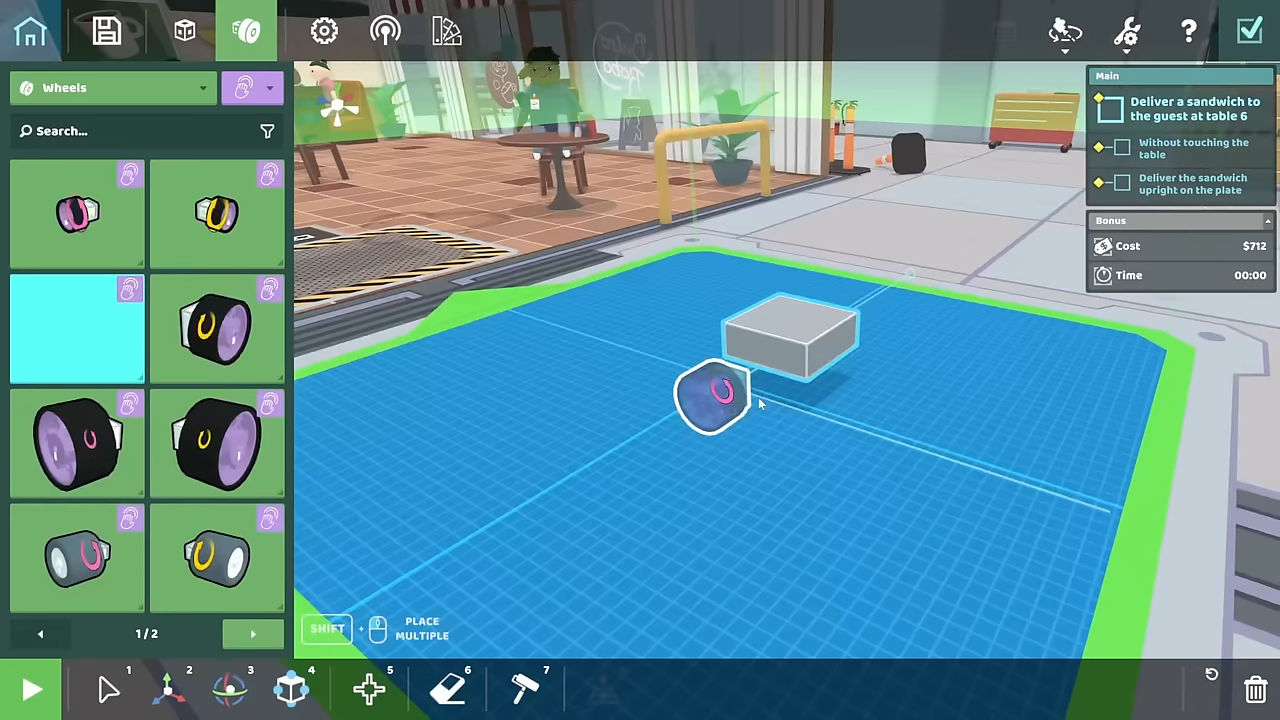 Wheels
Search...
1/2
SHIFT + PLACE
MULTIPLE
1
2
3
4
5
6
7
?
Main
Deliver a sandwich to
the guest at table 6
Without touching the
table
Deliver the sandwich
upright on the plate
Bonus
Cost $712
Time 00:00